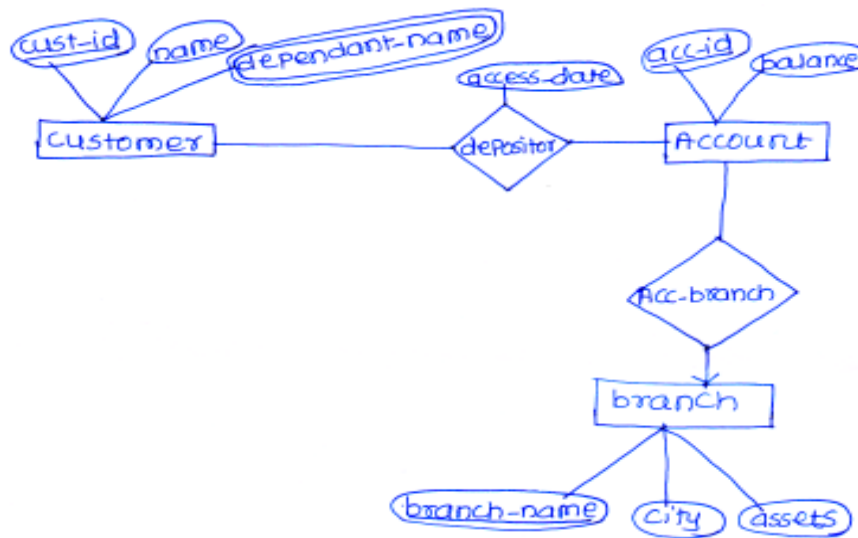 cust-id
name
dependant-name
access-date
acc-id
balance
customer
depositor
Account
Acc-branch
branch
branch-name
city
assets